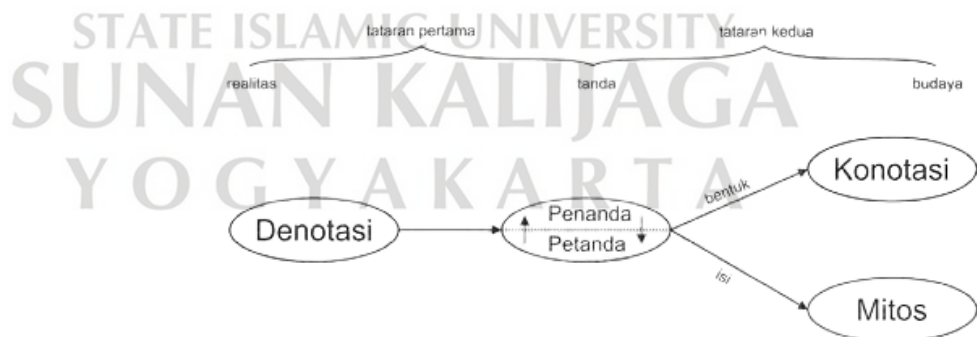 STATE ISLAMIC UNIVERSITY
tataran pertama tataran kedua
realitas tanda budaya
SUNAN KALIJAGA
YOGYAKARTA
Konotasi
bentuk
Denotasi
Penanda
Petanda
isi
Mitos